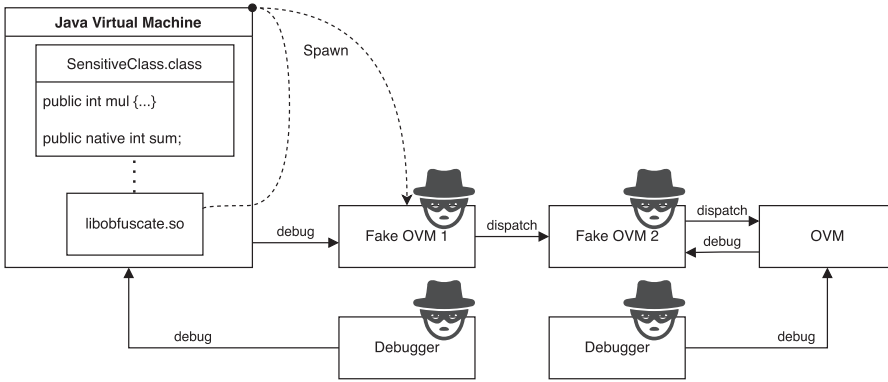 Java Virtual Machine
SensitiveClass.class
public int mul {...}
public native int sum;
libobfuscate.so
Spawn
debug
Fake OVM 1
dispatch
Fake OVM 2
dispatch
debug
OVM
debug
Debugger
Debugger
debug